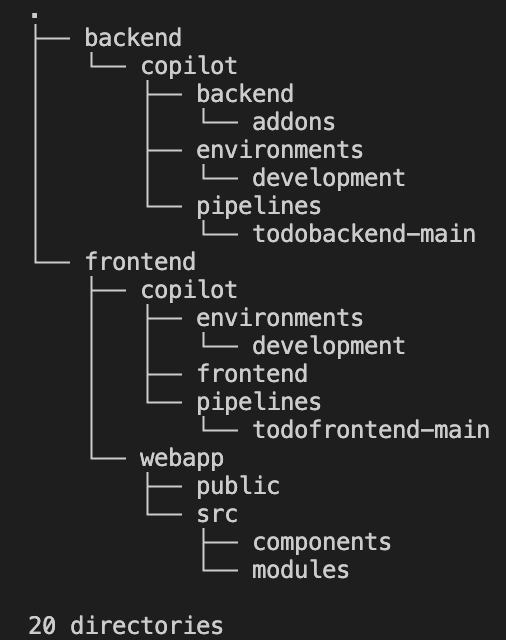 .
├── backend
│   └── copilot
│       ├── backend
│       │   └── addons
│       ├── environments
│       │   └── development
│       └── pipelines
│           └── todobackend-main
└── frontend
    ├── copilot
    │   ├── environments
    │   │   └── development
    │   ├── frontend
    │   └── pipelines
    │       └── todofrontend-main
    └── webapp
        ├── public
        └── src
            ├── components
            └── modules

20 directories